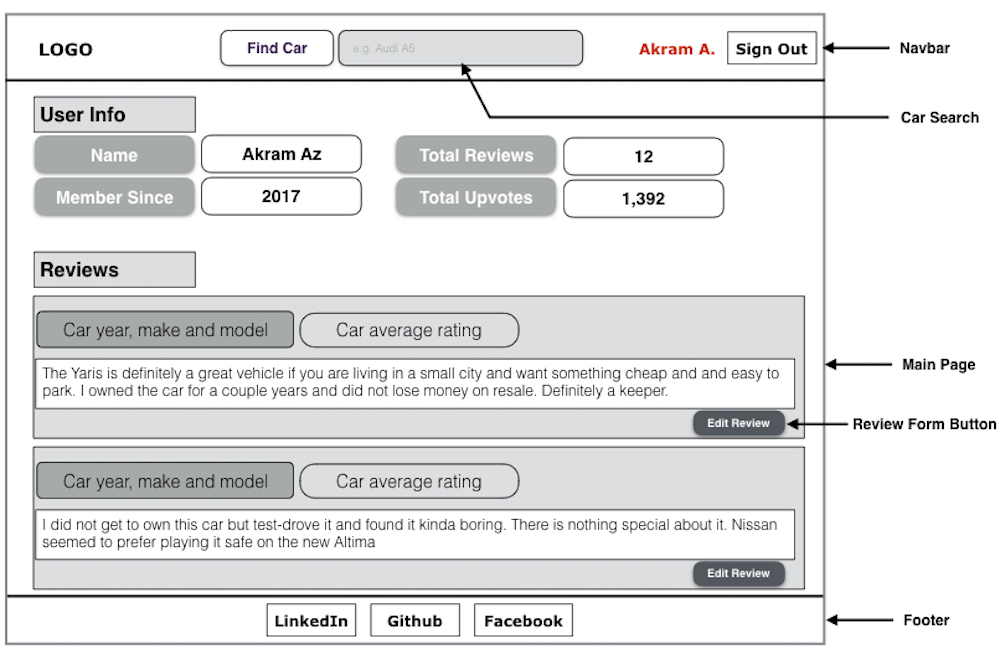 LOGO
Find Car
e.g. Audi A5
Akram A.
Sign Out
Navbar
Car Search
User Info
Name
Akram Az
Total Reviews
12
Member Since
2017
Total Upvotes
1,392
Reviews
Car year, make and model
Car average rating
The Yaris is definitely a great vehicle if you are living in a small city and want something cheap and and easy to
park. I owned the car for a couple years and did not lose money on resale. Definitely a keeper.
Main Page
Edit Review
Review Form Button
Car year, make and model
Car average rating
I did not get to own this car but test-drove it and found it kinda boring. There is nothing special about it. Nissan
seemed to prefer playing it safe on the new Altima
Edit Review
LinkedIn
Github
Facebook
Footer